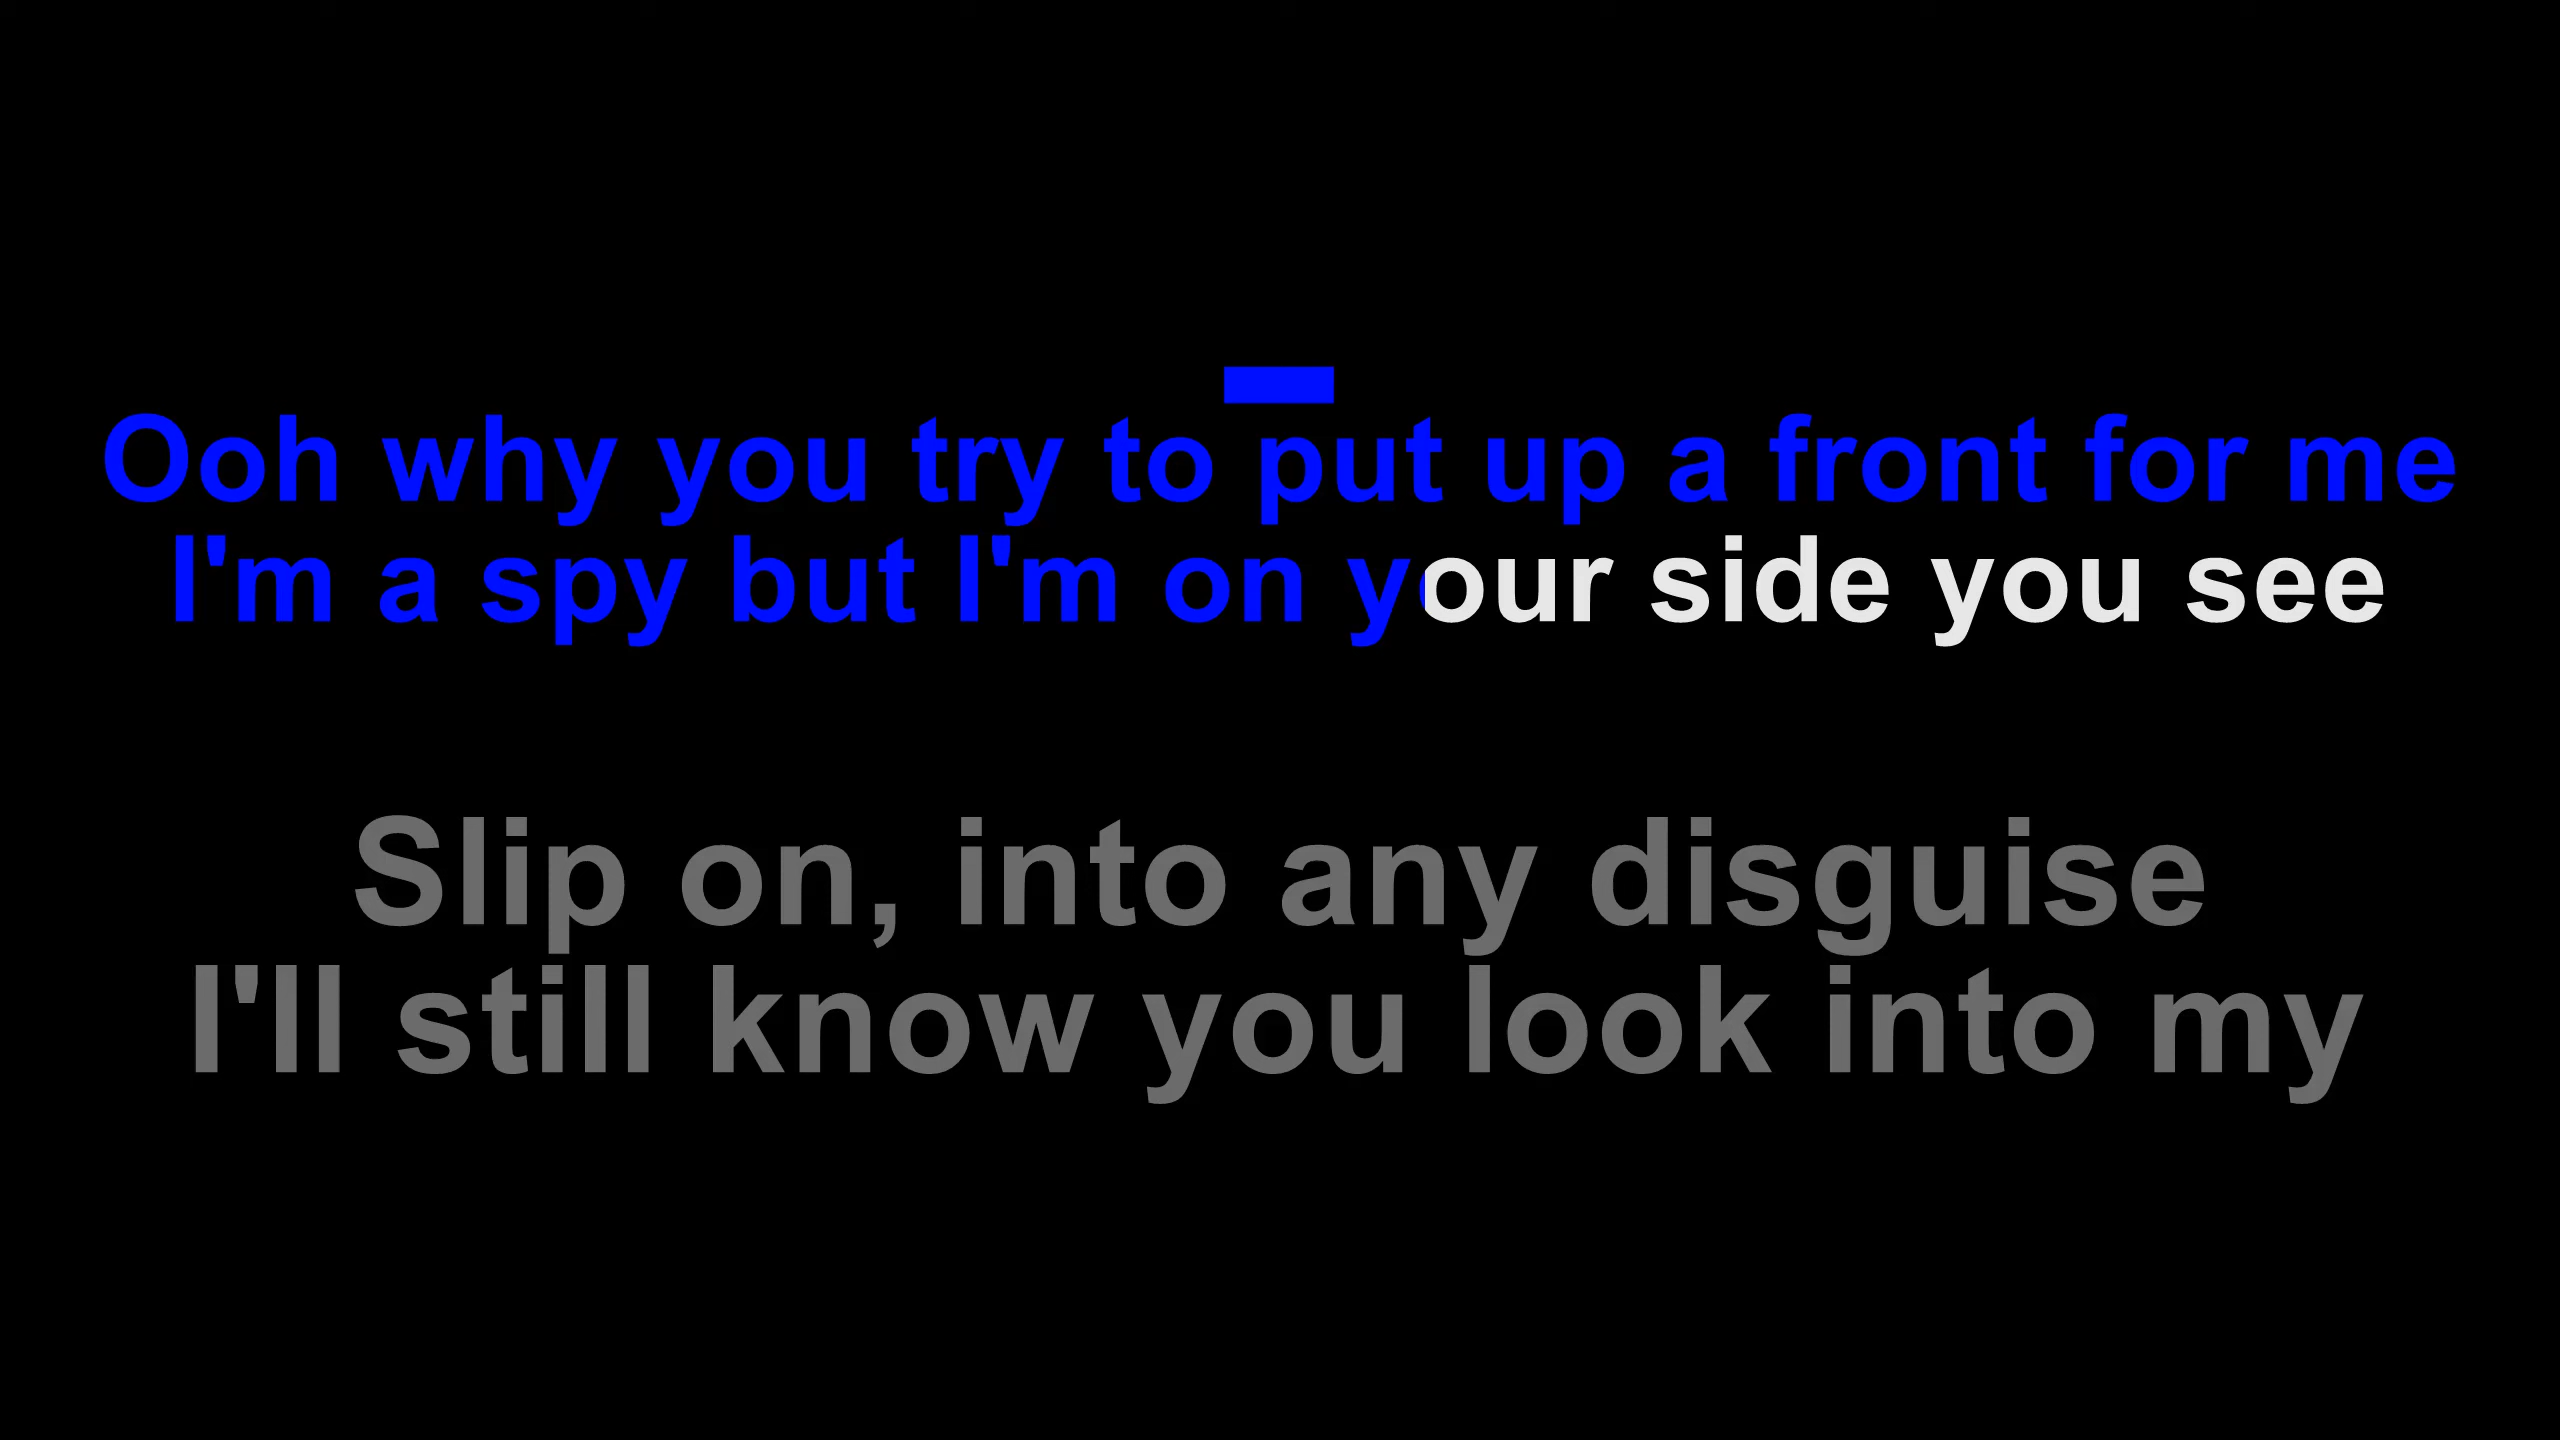 Ooh why you try to put up a front for me
I'm a spy but I'm on your side you see
Slip on, into any disguise
I'll still know you look into my